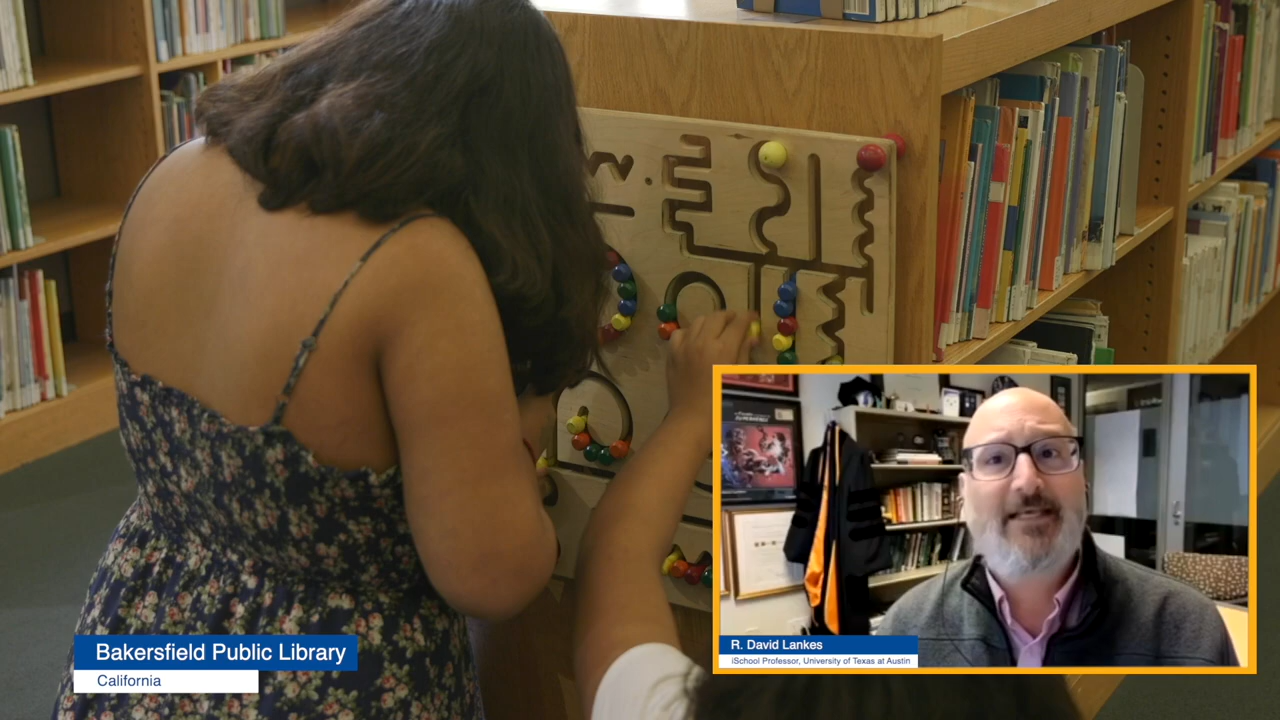 Bakersfield Public Library
California
R. David Lankes
iSchool Professor, University of Texas at Austin